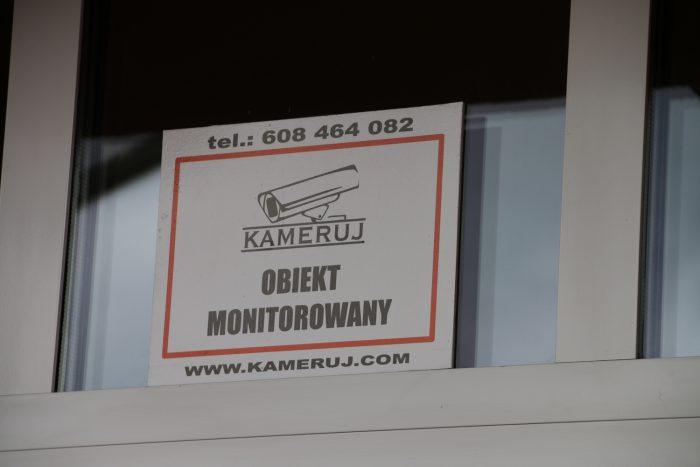 tel.: 608 464 082
KAMERUJ
OBIEKT
MONITOROWANY
WWW.KAMERUJ.COM